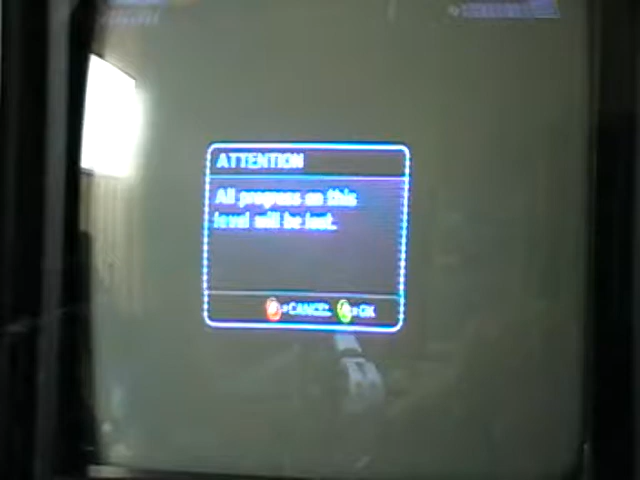 ATTENTION
All progress on this
level will be lost.
B=CANCEL A=OK